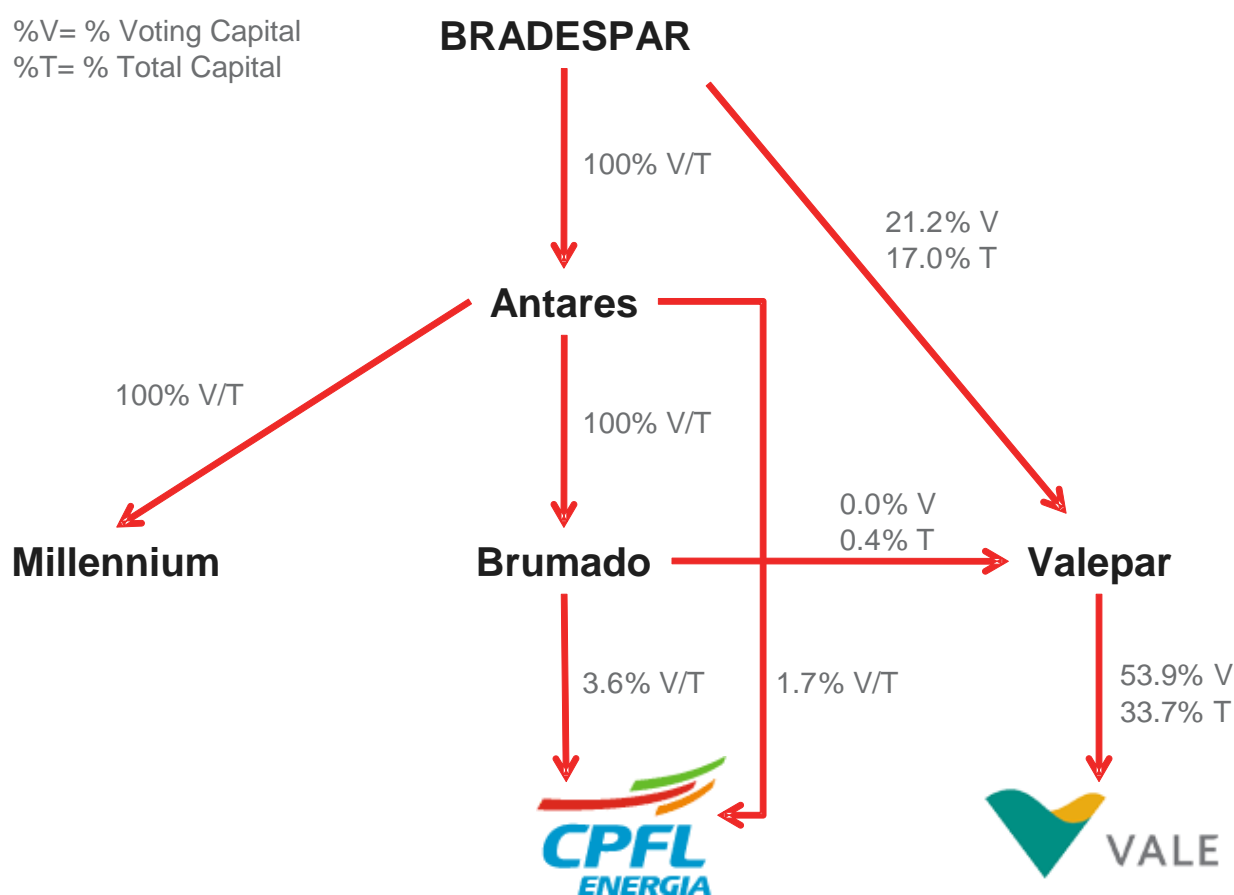 %V= % Voting Capital
%T= % Total Capital
BRADESPAR
100% V/T
21.2% V
17.0% T
Antares
100% V/T
100% V/T
0.0% V
0.4% T
Millennium
Brumado
Valepar
3.6% V/T
1.7% V/T
53.9% V
33.7% T
CPFL
ENERGIA
VALE